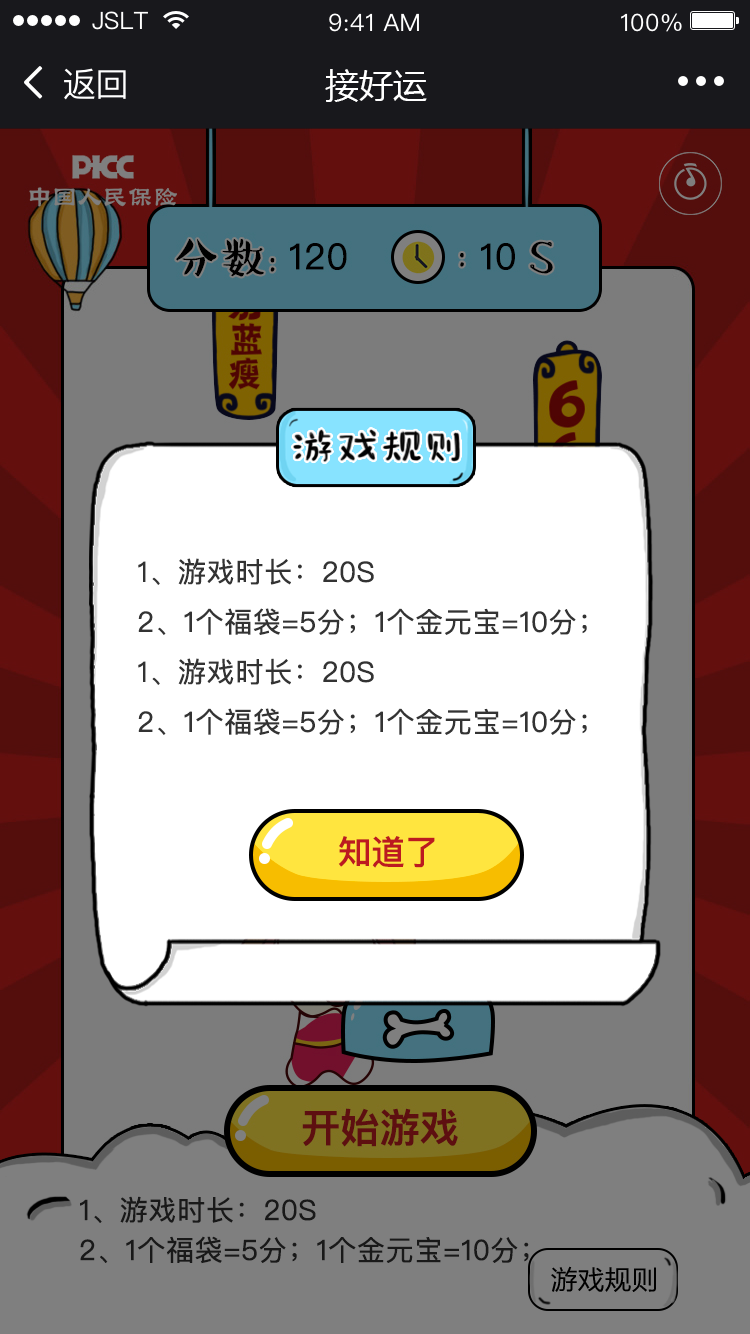 JSLT 9:41 AM 100%
返回 接好运
PICC
中国人民保险
分数: 120 : 10 S
蓝
瘦
6
游戏规则
1、游戏时长：20S
2、1个福袋=5分；1个金元宝=10分；
1、游戏时长：20S
2、1个福袋=5分；1个金元宝=10分；
知道了
开始游戏
1、游戏时长：20S
2、1个福袋=5分；1个金元宝=10分；
游戏规则